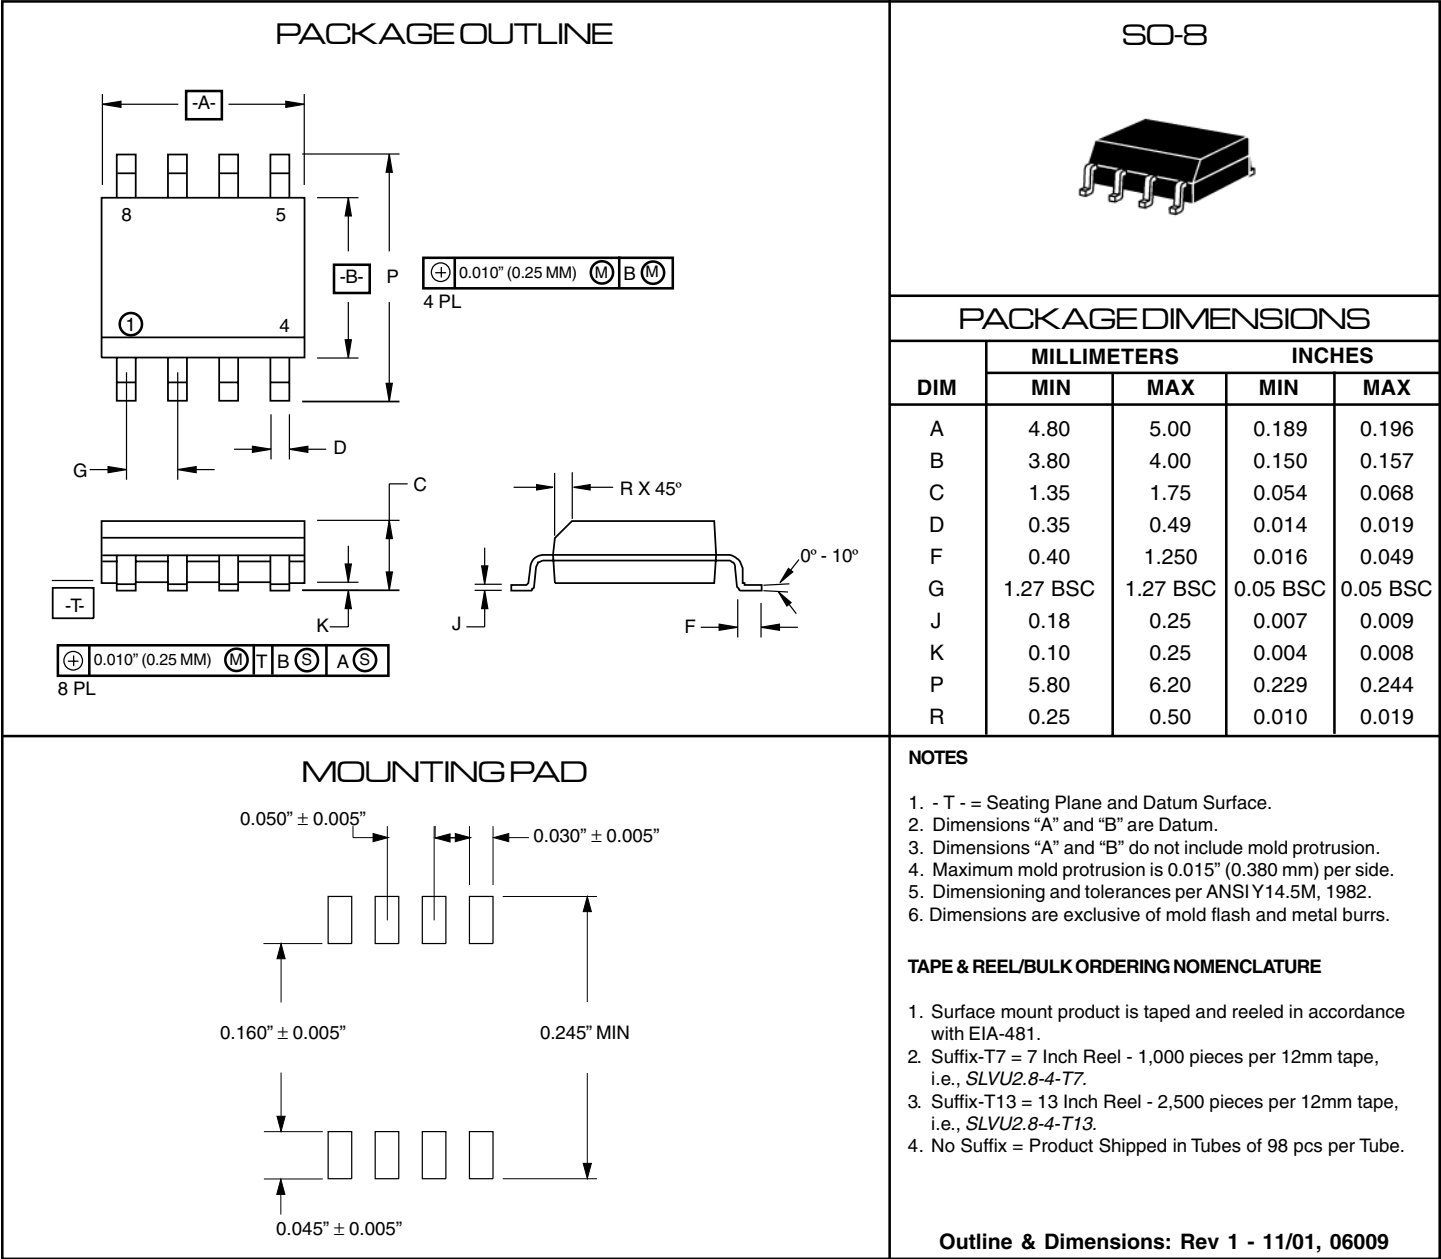 PACKAGE OUTLINE
-A-
8 5
-B- P
0.010” (0.25 MM) M B M
4 PL
1 4
D
G
C
R X 45º
0º - 10º
-T-
K
J
F
0.010” (0.25 MM) M T B S A S
8 PL
SO-8
PACKAGE DIMENSIONS
MILLIMETERS INCHES
DIM MIN MAX MIN MAX
A 4.80 5.00 0.189 0.196
B 3.80 4.00 0.150 0.157
C 1.35 1.75 0.054 0.068
D 0.35 0.49 0.014 0.019
F 0.40 1.250 0.016 0.049
G 1.27 BSC 1.27 BSC 0.05 BSC 0.05 BSC
J 0.18 0.25 0.007 0.009
K 0.10 0.25 0.004 0.008
P 5.80 6.20 0.229 0.244
R 0.25 0.50 0.010 0.019
MOUNTING PAD
0.050” ± 0.005”
0.030” ± 0.005”
0.160” ± 0.005”
0.245” MIN
0.045” ± 0.005”
NOTES
1. - T - = Seating Plane and Datum Surface.
2. Dimensions “A” and “B” are Datum.
3. Dimensions “A” and “B” do not include mold protrusion.
4. Maximum mold protrusion is 0.015” (0.380 mm) per side.
5. Dimensioning and tolerances per ANSI Y14.5M, 1982.
6. Dimensions are exclusive of mold flash and metal burrs.
TAPE & REEL/BULK ORDERING NOMENCLATURE
1. Surface mount product is taped and reeled in accordance
with EIA-481.
2. Suffix-T7 = 7 Inch Reel - 1,000 pieces per 12mm tape,
i.e., SLVU2.8-4-T7.
3. Suffix-T13 = 13 Inch Reel - 2,500 pieces per 12mm tape,
i.e., SLVU2.8-4-T13.
4. No Suffix = Product Shipped in Tubes of 98 pcs per Tube.
Outline & Dimensions: Rev 1 - 11/01, 06009